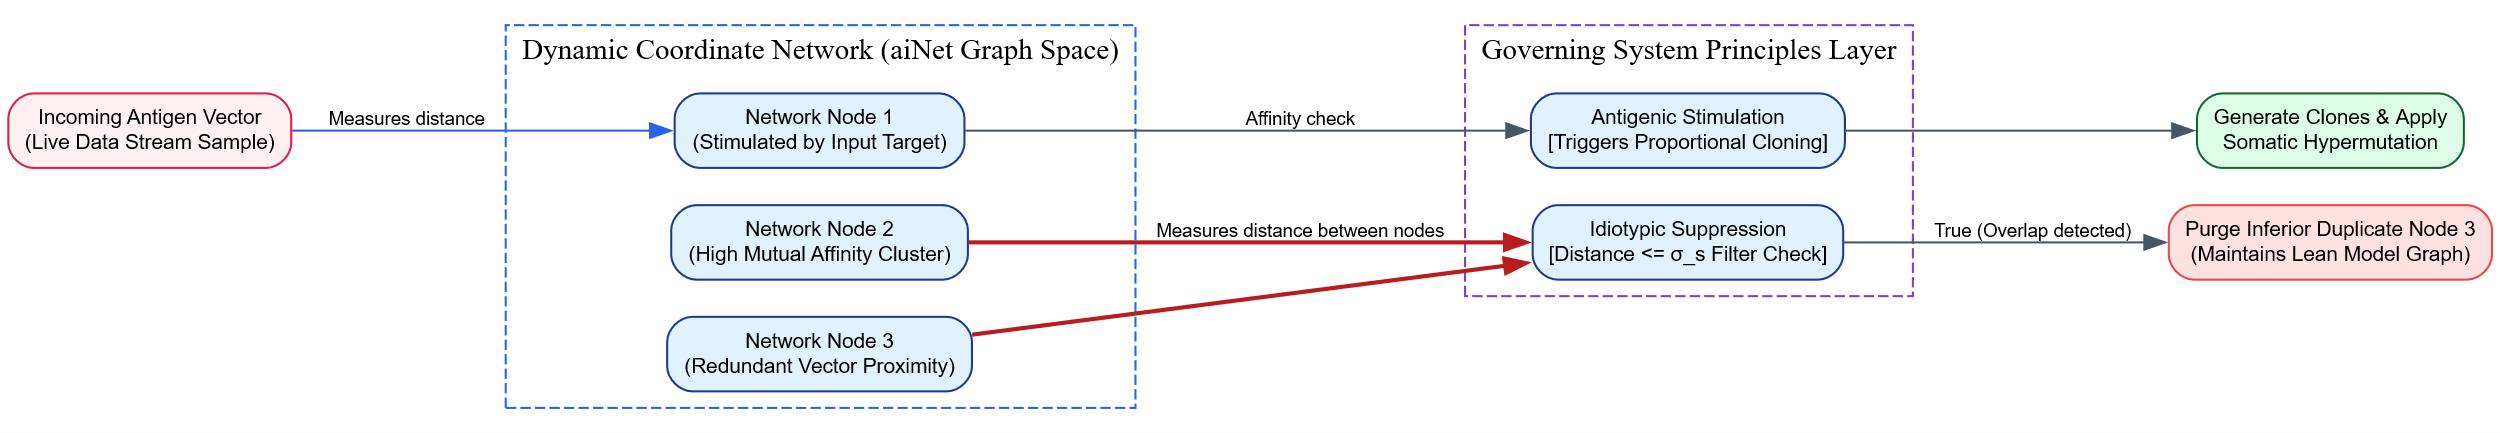 Dynamic Coordinate Network (aiNet Graph Space)
Governing System Principles Layer
Incoming Antigen Vector
(Live Data Stream Sample)
Measures distance
Network Node 1
(Stimulated by Input Target)
Affinity check
Antigenic Stimulation
[Triggers Proportional Cloning]
Generate Clones & Apply
Somatic Hypermutation
Network Node 2
(High Mutual Affinity Cluster)
Measures distance between nodes
Idiotypic Suppression
[Distance <= σ_s Filter Check]
True (Overlap detected)
Purge Inferior Duplicate Node 3
(Maintains Lean Model Graph)
Network Node 3
(Redundant Vector Proximity)